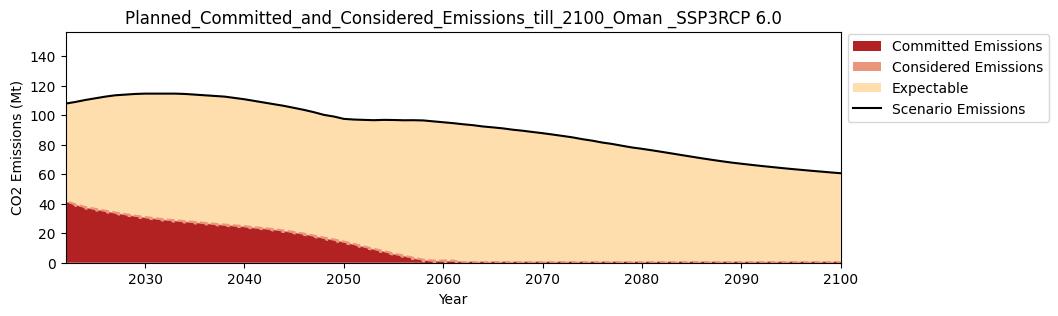 Planned_Committed_and_Considered_Emissions_till_2100_Oman _SSP3RCP 6.0
CO2 Emissions (Mt)
140
120
100
80
60
40
20
0
2030 2040 2050 2060 2070 2080 2090 2100
Year
Committed Emissions
Considered Emissions
Expectable
Scenario Emissions